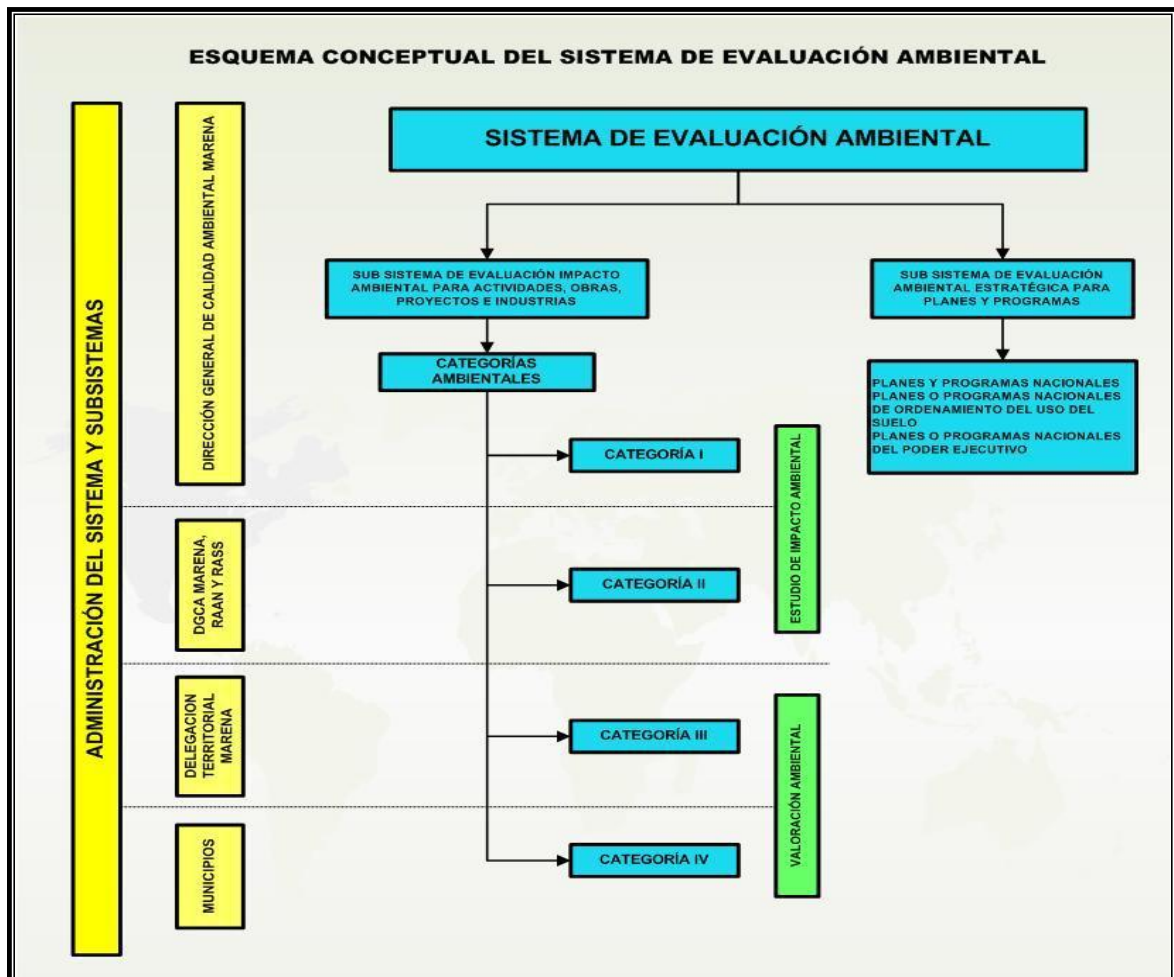 ESQUEMA CONCEPTUAL DEL SISTEMA DE EVALUACIÓN AMBIENTAL
ADMINISTRACIÓN DEL SISTEMA Y SUBSISTEMAS
DIRECCIÓN GENERAL DE CALIDAD AMBIENTAL MARENA
DGCA MARENA,
RAAN Y RASS
DELEGACION
TERRITORIAL
MARENA
MUNICIPIOS
SISTEMA DE EVALUACIÓN AMBIENTAL
SUB SISTEMA DE EVALUACIÓN IMPACTO
AMBIENTAL PARA ACTIVIDADES, OBRAS,
PROYECTOS E INDUSTRIAS
CATEGORÍAS
AMBIENTALES
CATEGORÍA I
CATEGORÍA II
CATEGORÍA III
CATEGORÍA IV
ESTUDIO DE IMPACTO AMBIENTAL
VALORACIÓN AMBIENTAL
SUB SISTEMA DE EVALUACIÓN
AMBIENTAL ESTRATÉGICA PARA
PLANES Y PROGRAMAS
PLANES Y PROGRAMAS NACIONALES
PLANES O PROGRAMAS NACIONALES
DE ORDENAMIENTO DEL USO DEL
SUELO
PLANES O PROGRAMAS NACIONALES
DEL PODER EJECUTIVO